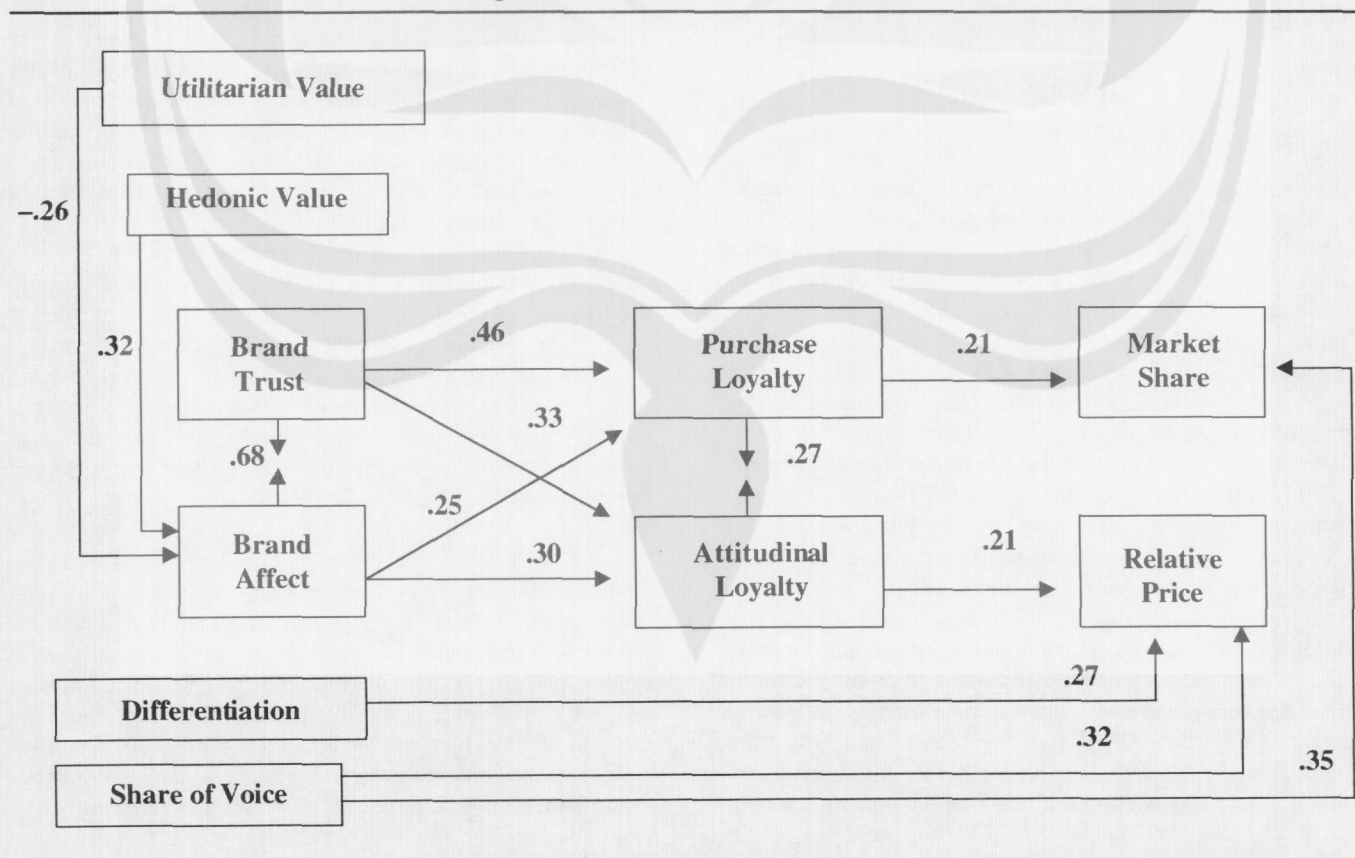 Utilitarian Value
Hedonic Value
–.26
.32
Brand
Trust
.46
Purchase
Loyalty
.21
Market
Share
.33
.68
.27
.25
Brand
Affect
.30
Attitudinal
Loyalty
.21
Relative
Price
.27
Differentiation
.32
Share of Voice
.35